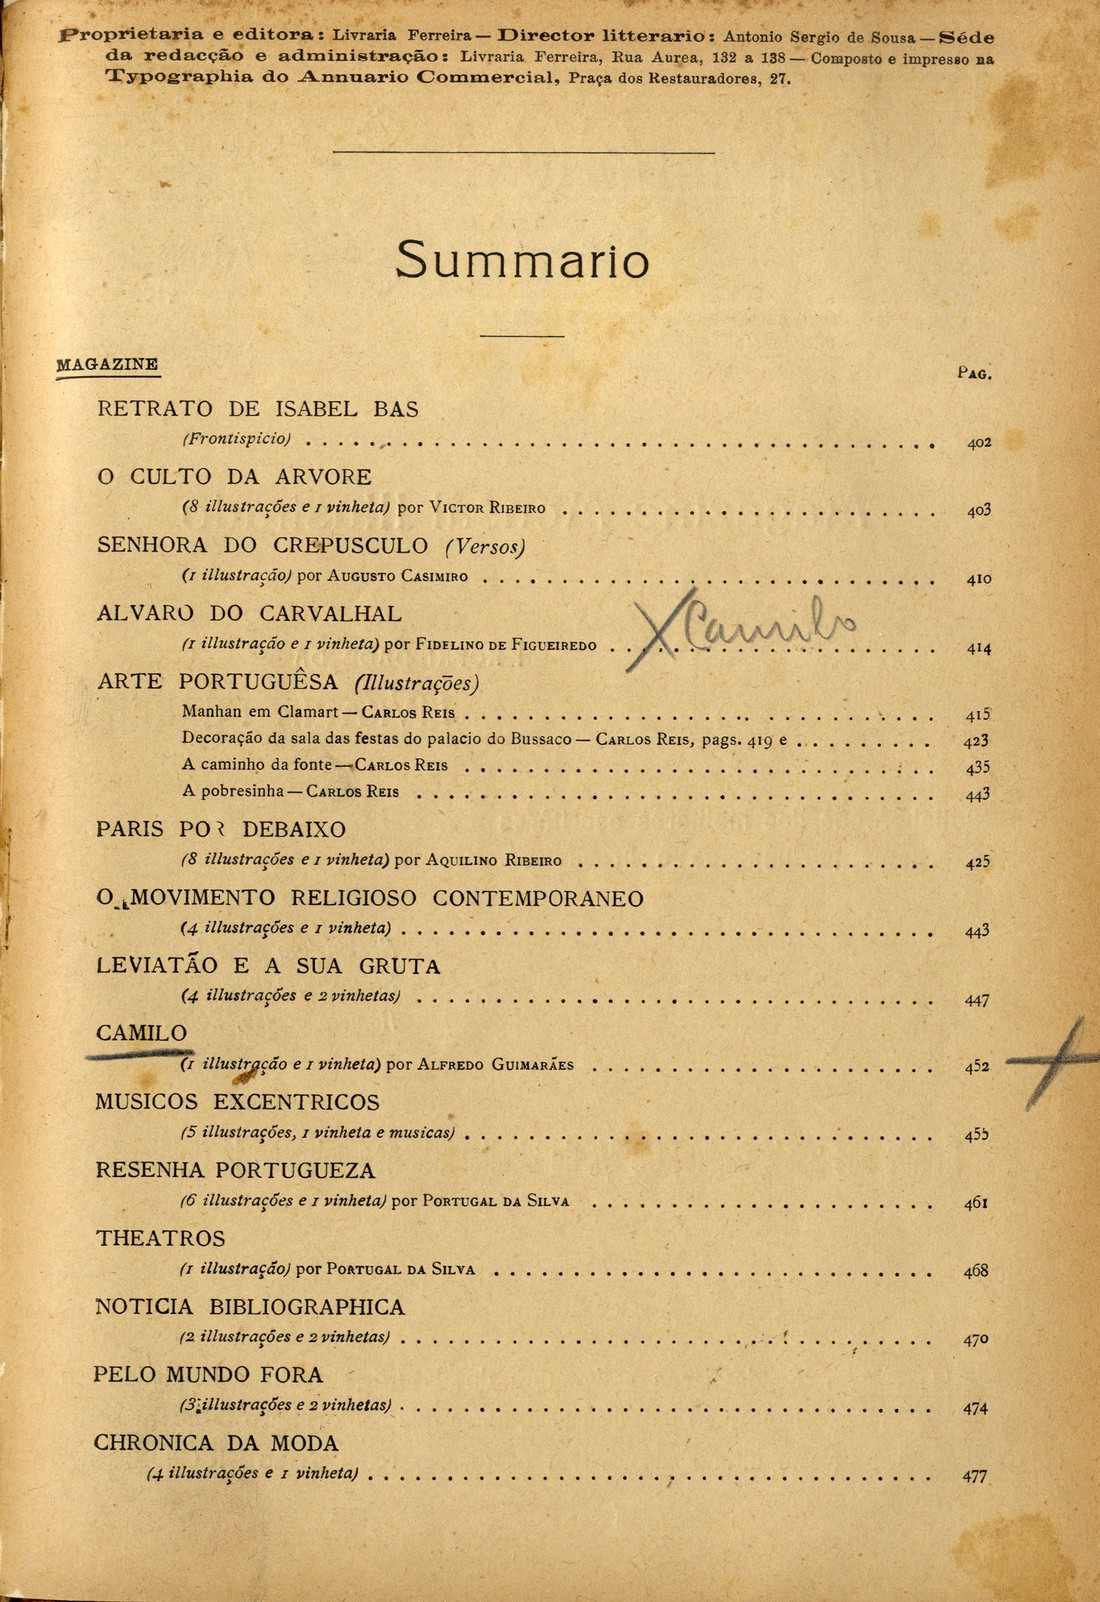 Proprietaria e editora: Livraria Ferreira — Director litterario: Antonio Sergio de Sousa — Séde
da redacção e administração: Livraria Ferreira, Rua Aurea, 132 a 138 — Composto e impresso na
Typographia do Annuario Commercial, Praça dos Restauradores, 27.
Summario
MAGAZINE
PAG.
RETRATO DE ISABEL BAS
(Frontispicio) . . . . . . . . . . 402
O CULTO DA ARVORE
(8 illustrações e 1 vinheta) por VICTOR RIBEIRO . . . . . . . . . . 403
SENHORA DO CREPUSCULO (Versos)
(1 illustração) por AUGUSTO CASIMIRO . . . . . . . . . . 410
ALVARO DO CARVALHAL
X Camilo
(1 illustração e 1 vinheta) por FIDELINO DE FIGUEIREDO . . . . . . . . . . 414
ARTE PORTUGUÊSA (Illustrações)
Manhan em Clamart — CARLOS REIS . . . . . . . . . . 415
Decoração da sala das festas do palacio do Bussaco — CARLOS REIS, pags. 419 e . . . . . . . . . 423
A caminho da fonte — CARLOS REIS . . . . . . . . . . 435
A pobresinha — CARLOS REIS . . . . . . . . . . 443
PARIS POR DEBAIXO
(8 illustrações e 1 vinheta) por AQUILINO RIBEIRO . . . . . . . . . . 425
O MOVIMENTO RELIGIOSO CONTEMPORANEO
(4 illustrações e 1 vinheta) . . . . . . . . . . 443
LEVIATÃO E A SUA GRUTA
(4 illustrações e 2 vinhetas) . . . . . . . . . . 447
CAMILO
(1 illustração e 1 vinheta) por ALFREDO GUIMARÃES . . . . . . . . . . 452
MUSICOS EXCENTRICOS
(5 illustrações, 1 vinheta e musicas) . . . . . . . . . . 455
RESENHA PORTUGUEZA
(6 illustrações e 1 vinheta) por PORTUGAL DA SILVA . . . . . . . . . . 461
THEATROS
(1 illustração) por PORTUGAL DA SILVA . . . . . . . . . . 468
NOTICIA BIBLIOGRAPHICA
(2 illustrações e 2 vinhetas) . . . . . . . . . . 470
PELO MUNDO FORA
(3 illustrações e 2 vinhetas) . . . . . . . . . . 474
CHRONICA DA MODA
(4 illustrações e 1 vinheta) . . . . . . . . . . 477